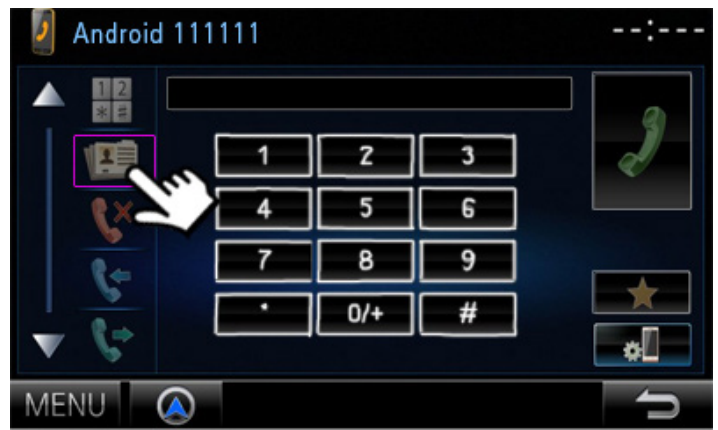 Android 111111 --:---
1 2
* #
1 2 3
4 5 6
7 8 9
* 0/+ #
MENU